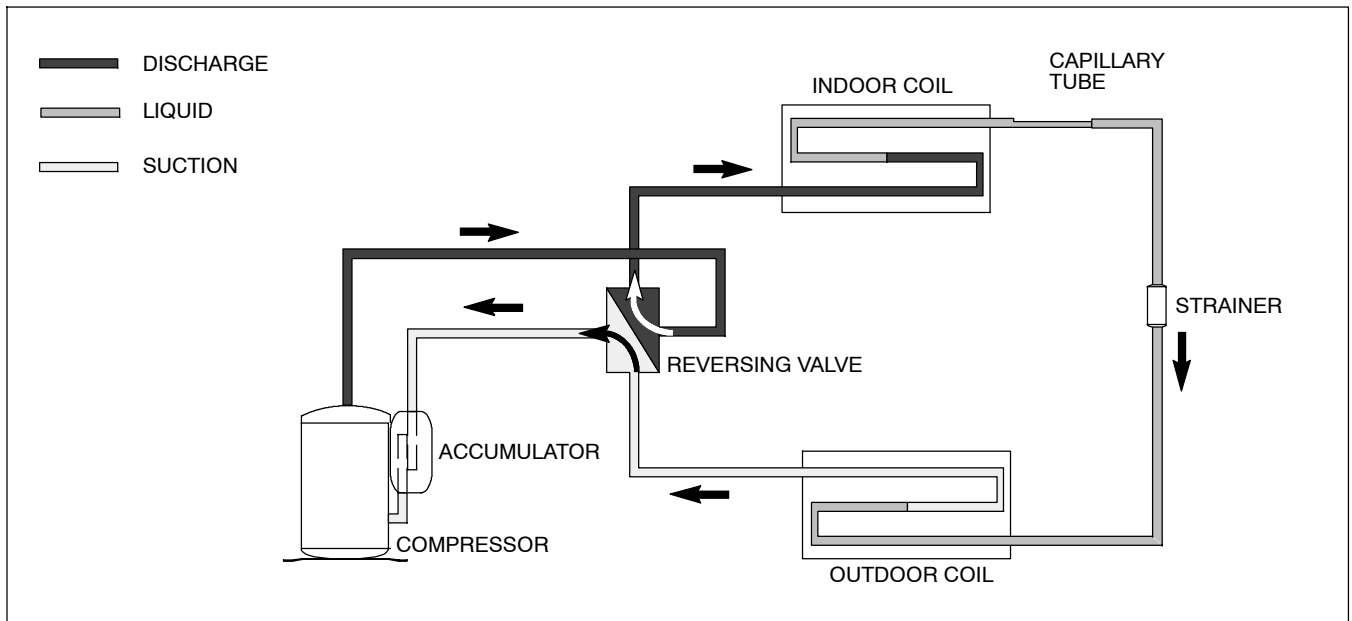 DISCHARGE
LIQUID
SUCTION
INDOOR COIL
CAPILLARY
TUBE
STRAINER
REVERSING VALVE
ACCUMULATOR
COMPRESSOR
OUTDOOR COIL